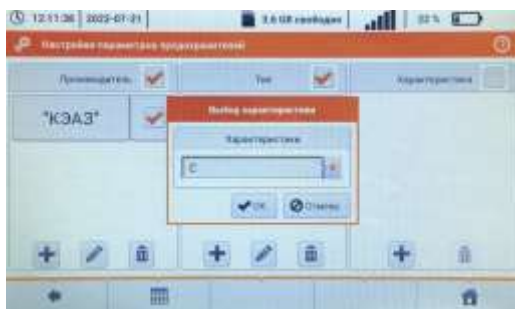 12:11:36 2022-07-21 3,6 GB свободно 22 %
Настройка параметров предохранителей
Производитель Тип Характеристика
"КЭАЗ"
Выбор характеристики
Характеристика
C
OK Отмена